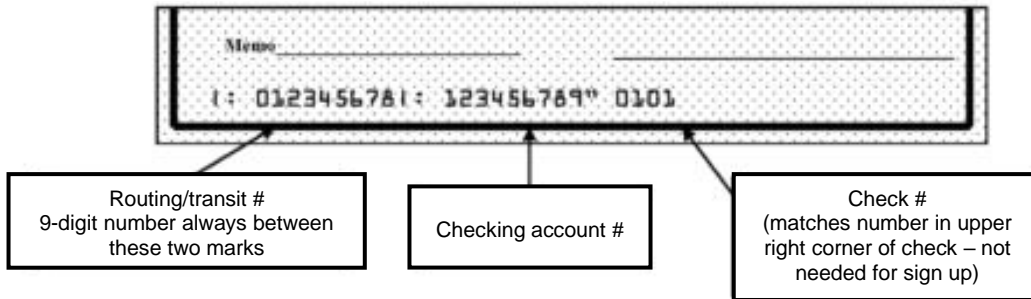 Memo
⑆ 012345678⑆ 123456789⑈ 0101
Routing/transit #
9-digit number always between
these two marks
Checking account #
Check #
(matches number in upper
right corner of check – not
needed for sign up)